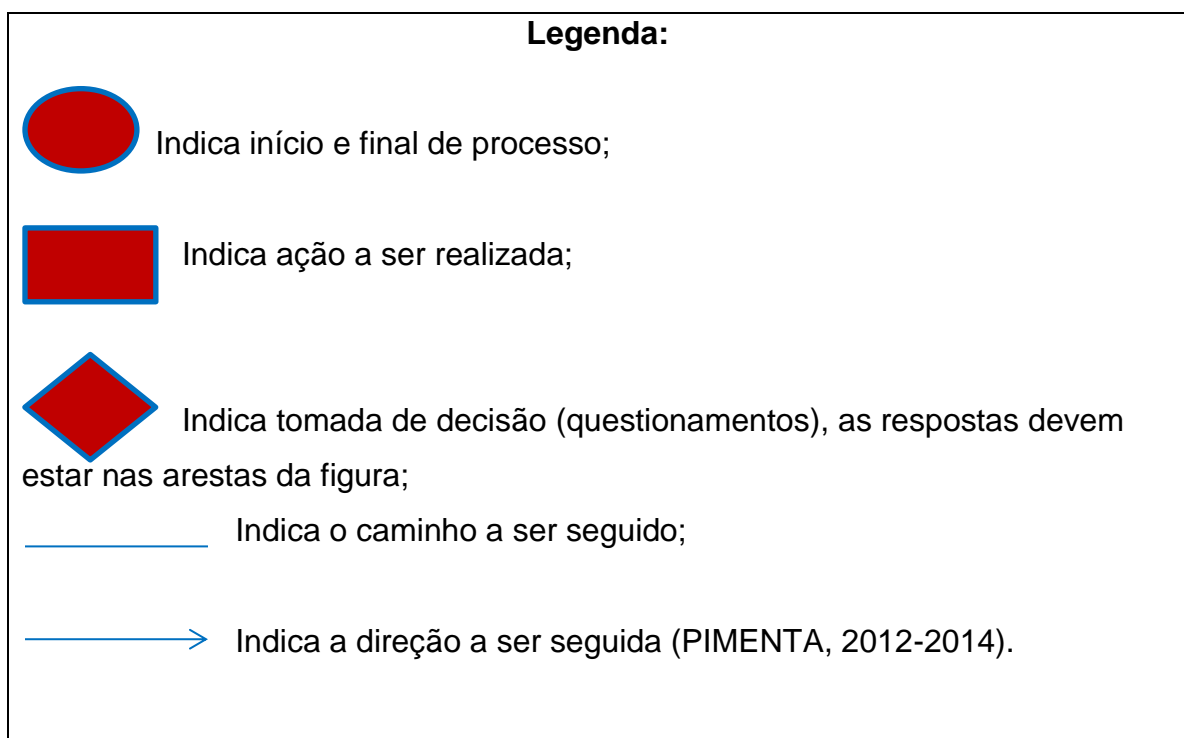 Legenda:
Indica início e final de processo;
Indica ação a ser realizada;
Indica tomada de decisão (questionamentos), as respostas devem
estar nas arestas da figura;
Indica o caminho a ser seguido;
Indica a direção a ser seguida (PIMENTA, 2012-2014).